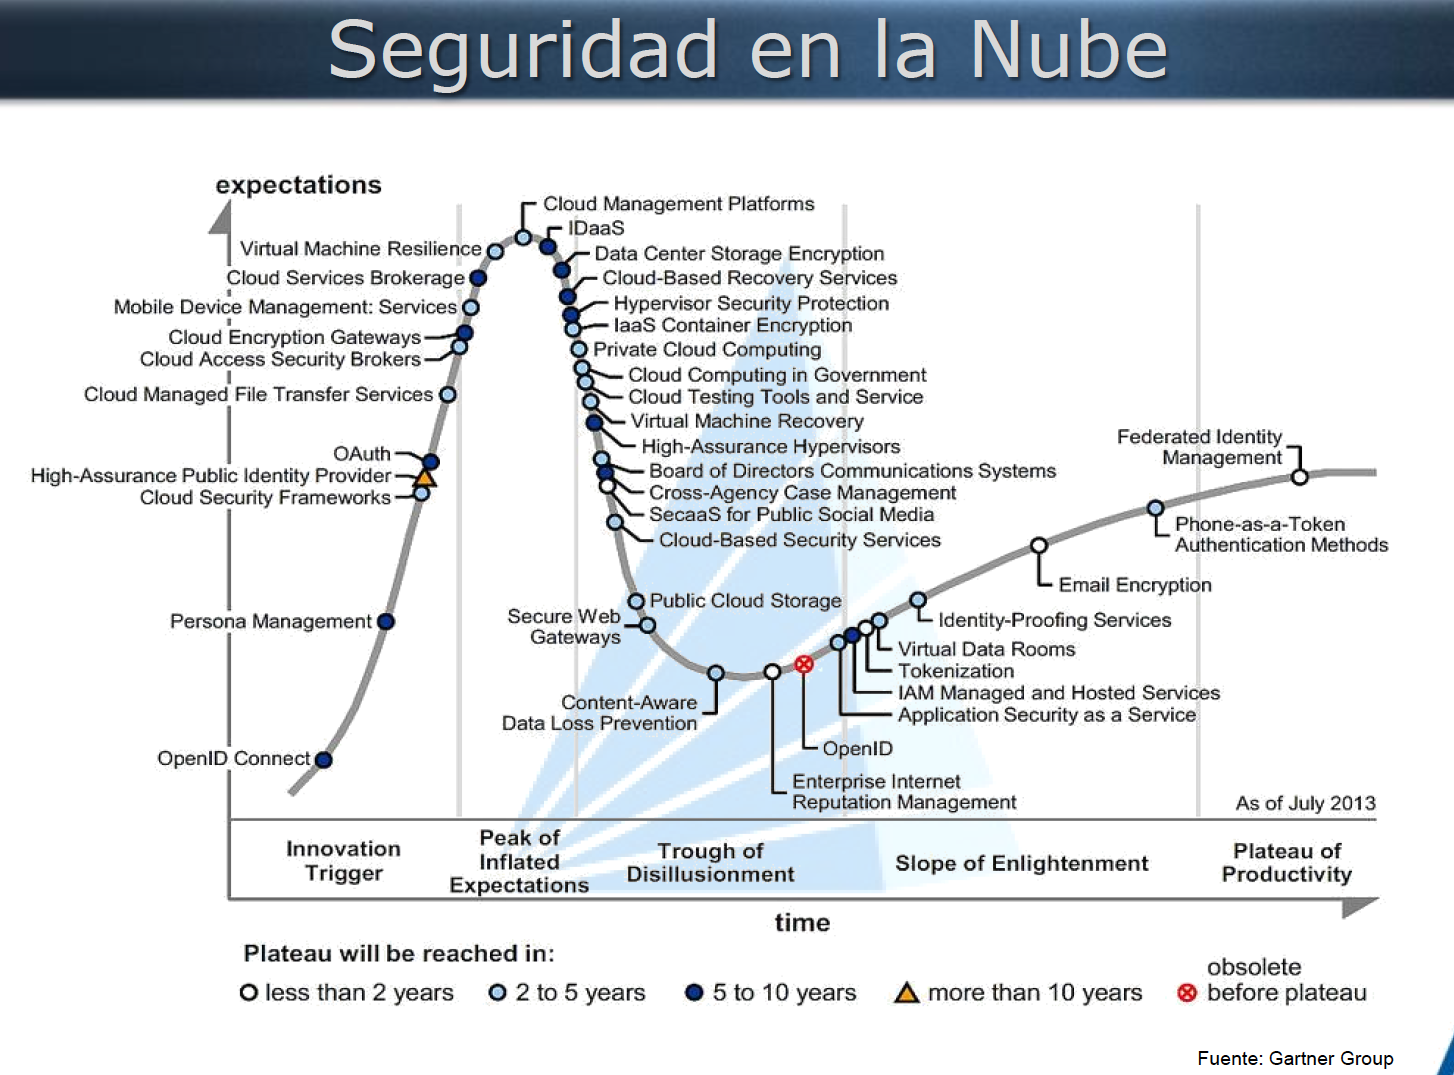 Seguridad en la Nube
expectations
Cloud Management Platforms
IDaaS
Virtual Machine Resilience
Data Center Storage Encryption
Cloud Services Brokerage
Cloud-Based Recovery Services
Mobile Device Management: Services
Hypervisor Security Protection
IaaS Container Encryption
Cloud Encryption Gateways
Private Cloud Computing
Cloud Access Security Brokers
Cloud Computing in Government
Cloud Managed File Transfer Services
Cloud Testing Tools and Service
Virtual Machine Recovery
High-Assurance Hypervisors
OAuth
Board of Directors Communications Systems
High-Assurance Public Identity Provider
Cross-Agency Case Management
Cloud Security Frameworks
SecaaS for Public Social Media
Cloud-Based Security Services
Federated Identity
Management
Phone-as-a-Token
Authentication Methods
Email Encryption
Public Cloud Storage
Secure Web
Gateways
Persona Management
Identity-Proofing Services
Virtual Data Rooms
Tokenization
IAM Managed and Hosted Services
Application Security as a Service
Content-Aware
Data Loss Prevention
OpenID
OpenID Connect
Enterprise Internet
Reputation Management
As of July 2013
Innovation
Trigger
Peak of
Inflated
Expectations
Trough of
Disillusionment
Slope of Enlightenment
Plateau of
Productivity
time
Plateau will be reached in:
less than 2 years
2 to 5 years
5 to 10 years
more than 10 years
obsolete
before plateau
Fuente: Gartner Group